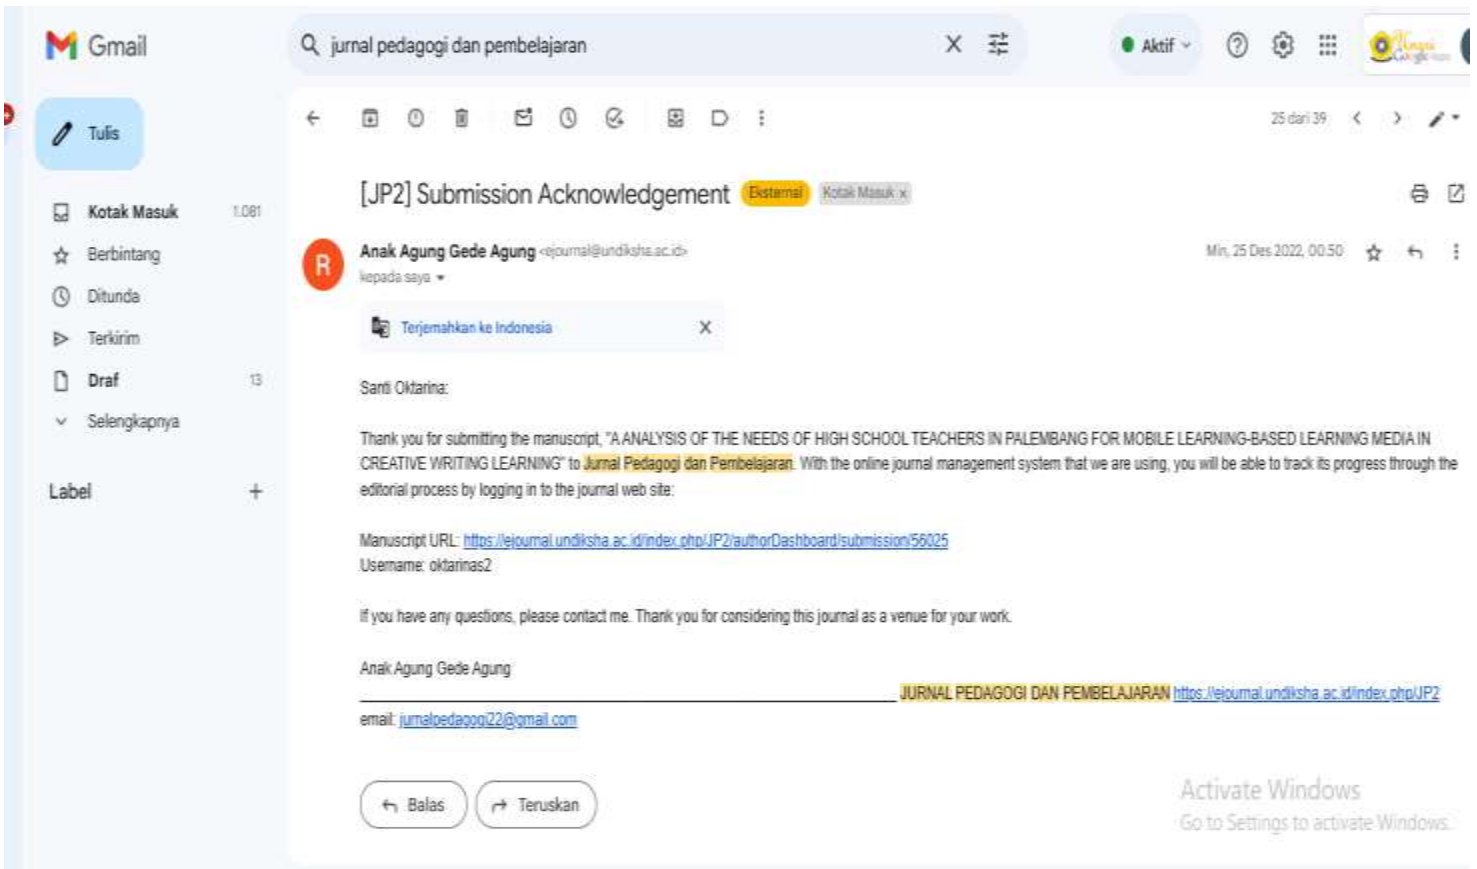 Gmail
jurnal pedagogi dan pembelajaran
Aktif
Tulis
25 dari 39
Kotak Masuk 1.081
Berbintang
Ditunda
Terkirim
Draf 13
Selengkapnya
Label
[JP2] Submission Acknowledgement Eksternal Kotak Masuk x
R
Anak Agung Gede Agung <ejournal@undiksha.ac.id>
Min, 25 Des 2022, 00.50
kepada saya
Terjemahkan ke Indonesia
Santi Oktarina:
Thank you for submitting the manuscript, "A ANALYSIS OF THE NEEDS OF HIGH SCHOOL TEACHERS IN PALEMBANG FOR MOBILE LEARNING-BASED LEARNING MEDIA IN
CREATIVE WRITING LEARNING" to Jurnal Pedagogi dan Pembelajaran. With the online journal management system that we are using, you will be able to track its progress through the
editorial process by logging in to the journal web site:
Manuscript URL: https://ejournal.undiksha.ac.id/index.php/JP2/authorDashboard/submission/56025
Username: oktarinas2
If you have any questions, please contact me. Thank you for considering this journal as a venue for your work.
Anak Agung Gede Agung
JURNAL PEDAGOGI DAN PEMBELAJARAN https://ejournal.undiksha.ac.id/index.php/JP2
email: jurnalpedagogi22@gmail.com
Balas
Teruskan
Activate Windows
Go to Settings to activate Windows.